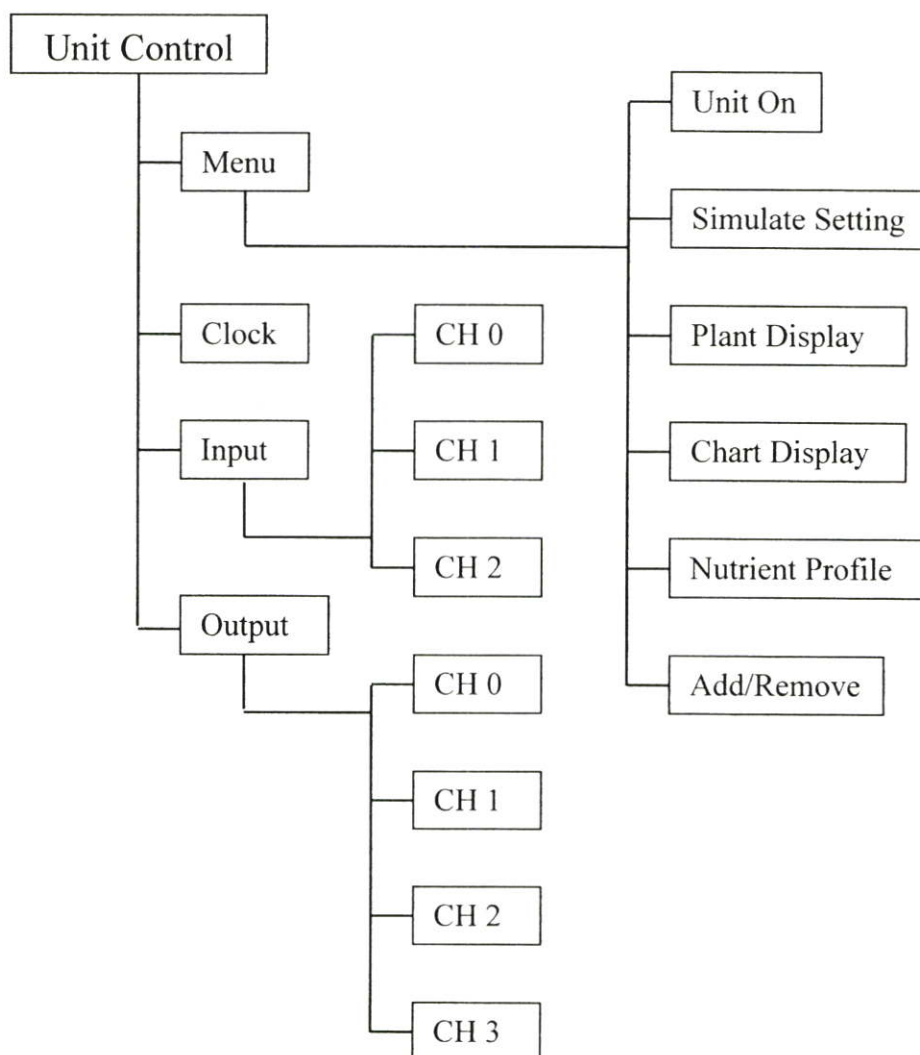 Unit Control
Menu
Unit On
Simulate Setting
Plant Display
Chart Display
Nutrient Profile
Add/Remove
Clock
Input
CH 0
CH 1
CH 2
Output
CH 0
CH 1
CH 2
CH 3